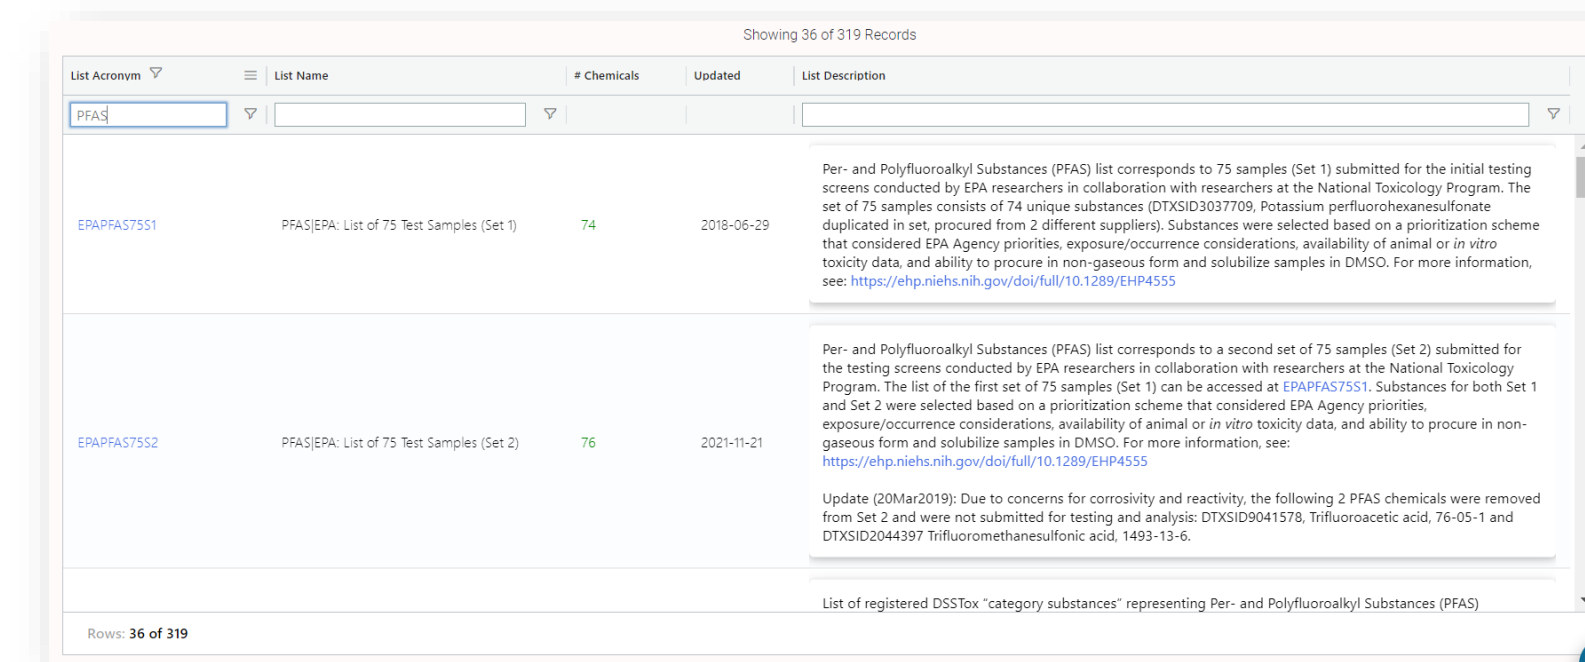 Showing 36 of 319 Records
List Acronym List Name # Chemicals Updated List Description
PFAS
Per- and Polyfluoroalkyl Substances (PFAS) list corresponds to 75 samples (Set 1) submitted for the initial testing
screens conducted by EPA researchers in collaboration with researchers at the National Toxicology Program. The
set of 75 samples consists of 74 unique substances (DTXSID3037709, Potassium perfluorohexanesulfonate
EPAPFAS75S1 PFAS|EPA: List of 75 Test Samples (Set 1) 74 2018-06-29 duplicated in set, procured from 2 different suppliers). Substances were selected based on a prioritization scheme
that considered EPA Agency priorities, exposure/occurrence considerations, availability of animal or in vitro
toxicity data, and ability to procure in non-gaseous form and solubilize samples in DMSO. For more information,
see: https://ehp.niehs.nih.gov/doi/full/10.1289/EHP4555
Per- and Polyfluoroalkyl Substances (PFAS) list corresponds to a second set of 75 samples (Set 2) submitted for
the testing screens conducted by EPA researchers in collaboration with researchers at the National Toxicology
Program. The list of the first set of 75 samples (Set 1) can be accessed at EPAPFAS75S1. Substances for both Set 1
and Set 2 were selected based on a prioritization scheme that considered EPA Agency priorities,
exposure/occurrence considerations, availability of animal or in vitro toxicity data, and ability to procure in non-
EPAPFAS75S2 PFAS|EPA: List of 75 Test Samples (Set 2) 76 2021-11-21 gaseous form and solubilize samples in DMSO. For more information, see:
https://ehp.niehs.nih.gov/doi/full/10.1289/EHP4555
Update (20Mar2019): Due to concerns for corrosivity and reactivity, the following 2 PFAS chemicals were removed
from Set 2 and were not submitted for testing and analysis: DTXSID9041578, Trifluoroacetic acid, 76-05-1 and
DTXSID2044397 Trifluoromethanesulfonic acid, 1493-13-6.
List of registered DSSTox “category substances” representing Per- and Polyfluoroalkyl Substances (PFAS)
Rows: 36 of 319